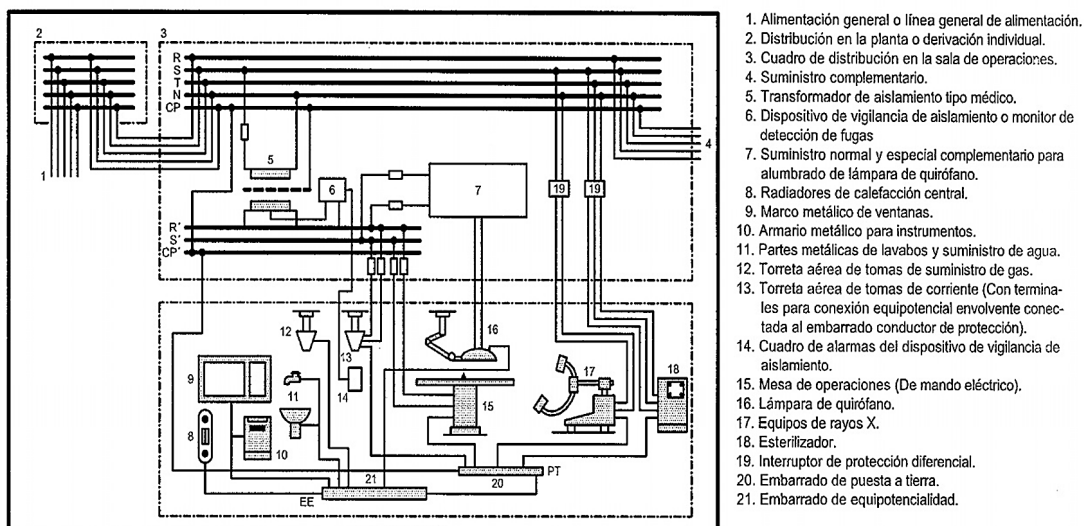 2
3
R
S
T
N
CP
1
4
5
6
7
19
19
R'
S'
CP'
12
13
16
9
11
14
15
17
18
8
10
21
20
PT
EE
1. Alimentación general o línea general de alimentación.
2. Distribución en la planta o derivación individual.
3. Cuadro de distribución en la sala de operaciones.
4. Suministro complementario.
5. Transformador de aislamiento tipo médico.
6. Dispositivo de vigilancia de aislamiento o monitor de
detección de fugas
7. Suministro normal y especial complementario para
alumbrado de lámpara de quirófano.
8. Radiadores de calefacción central.
9. Marco metálico de ventanas.
10. Armario metálico para instrumentos.
11. Partes metálicas de lavabos y suministro de agua.
12. Torreta aérea de tomas de suministro de gas.
13. Torreta aérea de tomas de corriente (Con termina-
les para conexión equipotencial envolvente conec-
tada al embarrado conductor de protección).
14. Cuadro de alarmas del dispositivo de vigilancia de
aislamiento.
15. Mesa de operaciones (De mando eléctrico).
16. Lámpara de quirófano.
17. Equipos de rayos X.
18. Esterilizador.
19. Interruptor de protección diferencial.
20. Embarrado de puesta a tierra.
21. Embarrado de equipotencialidad.